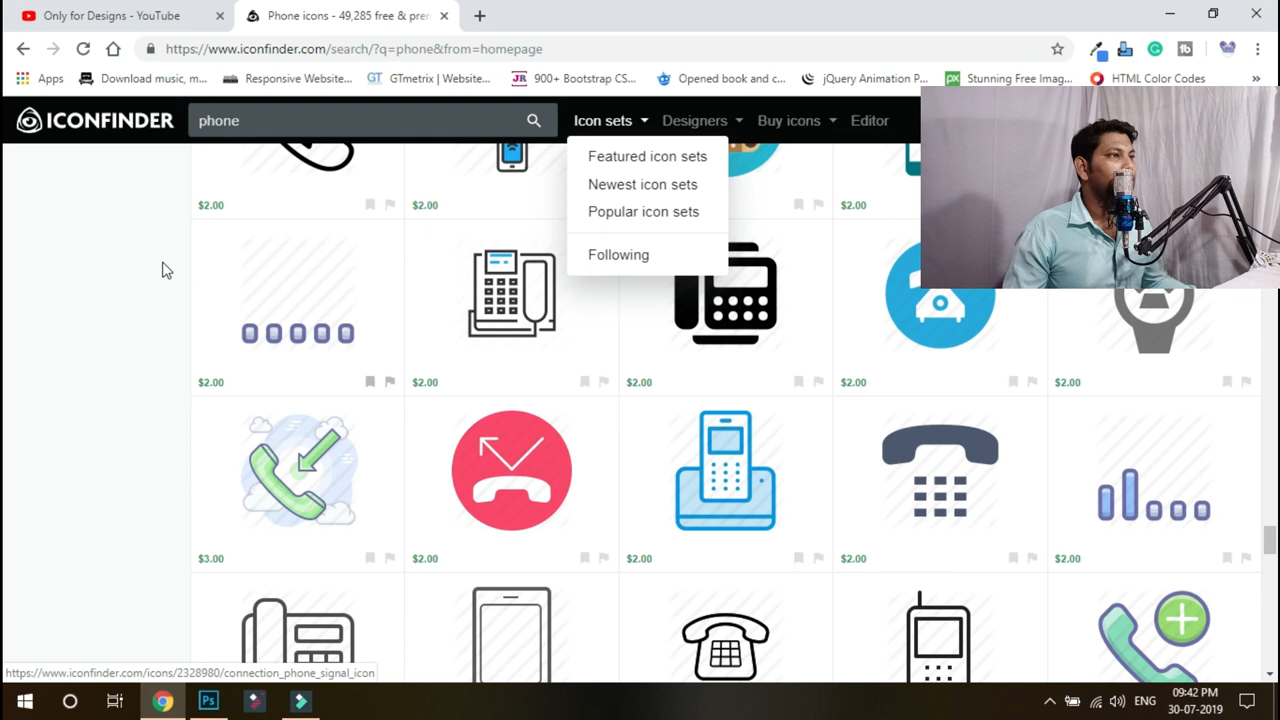 Only for Designs - YouTube
Phone icons - 49,285 free & pren
https://www.iconfinder.com/search/?q=phone&from=homepage
Apps
Download music, m...
Responsive Website...
GT
GTmetrix | Website...
JR
900+ Bootstrap CS...
Opened book and c...
jQuery Animation P...
px
Stunning Free Imag...
HTML Color Codes
»
ICONFINDER
phone
Icon sets
Designers
Buy icons
Editor
Featured icon sets
Newest icon sets
Popular icon sets
Following
$2.00
$2.00
$2.00
$2.00
$2.00
$2.00
$2.00
$2.00
$3.00
$2.00
$2.00
$2.00
$2.00
https://www.iconfinder.com/icons/2328980/connection_phone_signal_icon
Ps
ENG
09:42 PM
30-07-2019